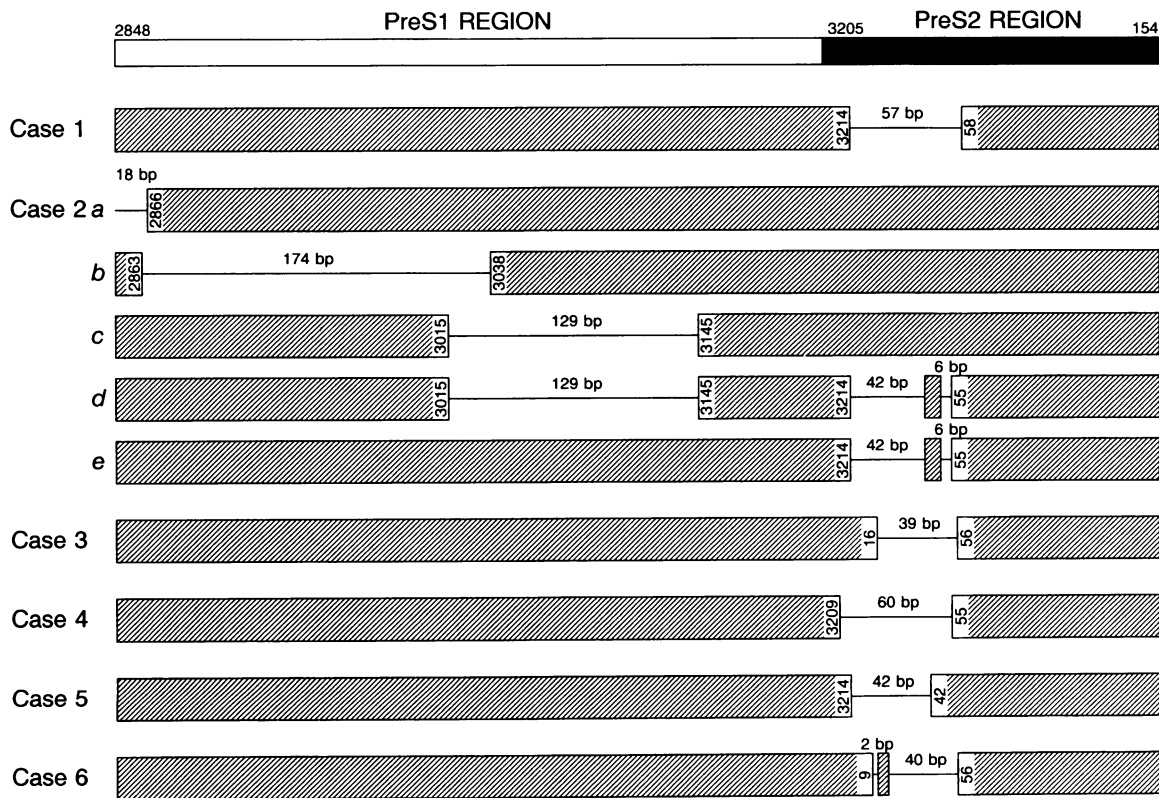 PreS1 REGION PreS2 REGION
2848 3205 154
Case 1 3214 57 bp 58
18 bp
Case 2 a 2866
b 2863 174 bp 3038
c 3015 129 bp 3145
6 bp
d 3015 129 bp 3145 3214 42 bp 55
6 bp
e 3214 42 bp 55
Case 3 16 39 bp 56
Case 4 3209 60 bp 55
Case 5 3214 42 bp 42
2 bp
Case 6 9 40 bp 56